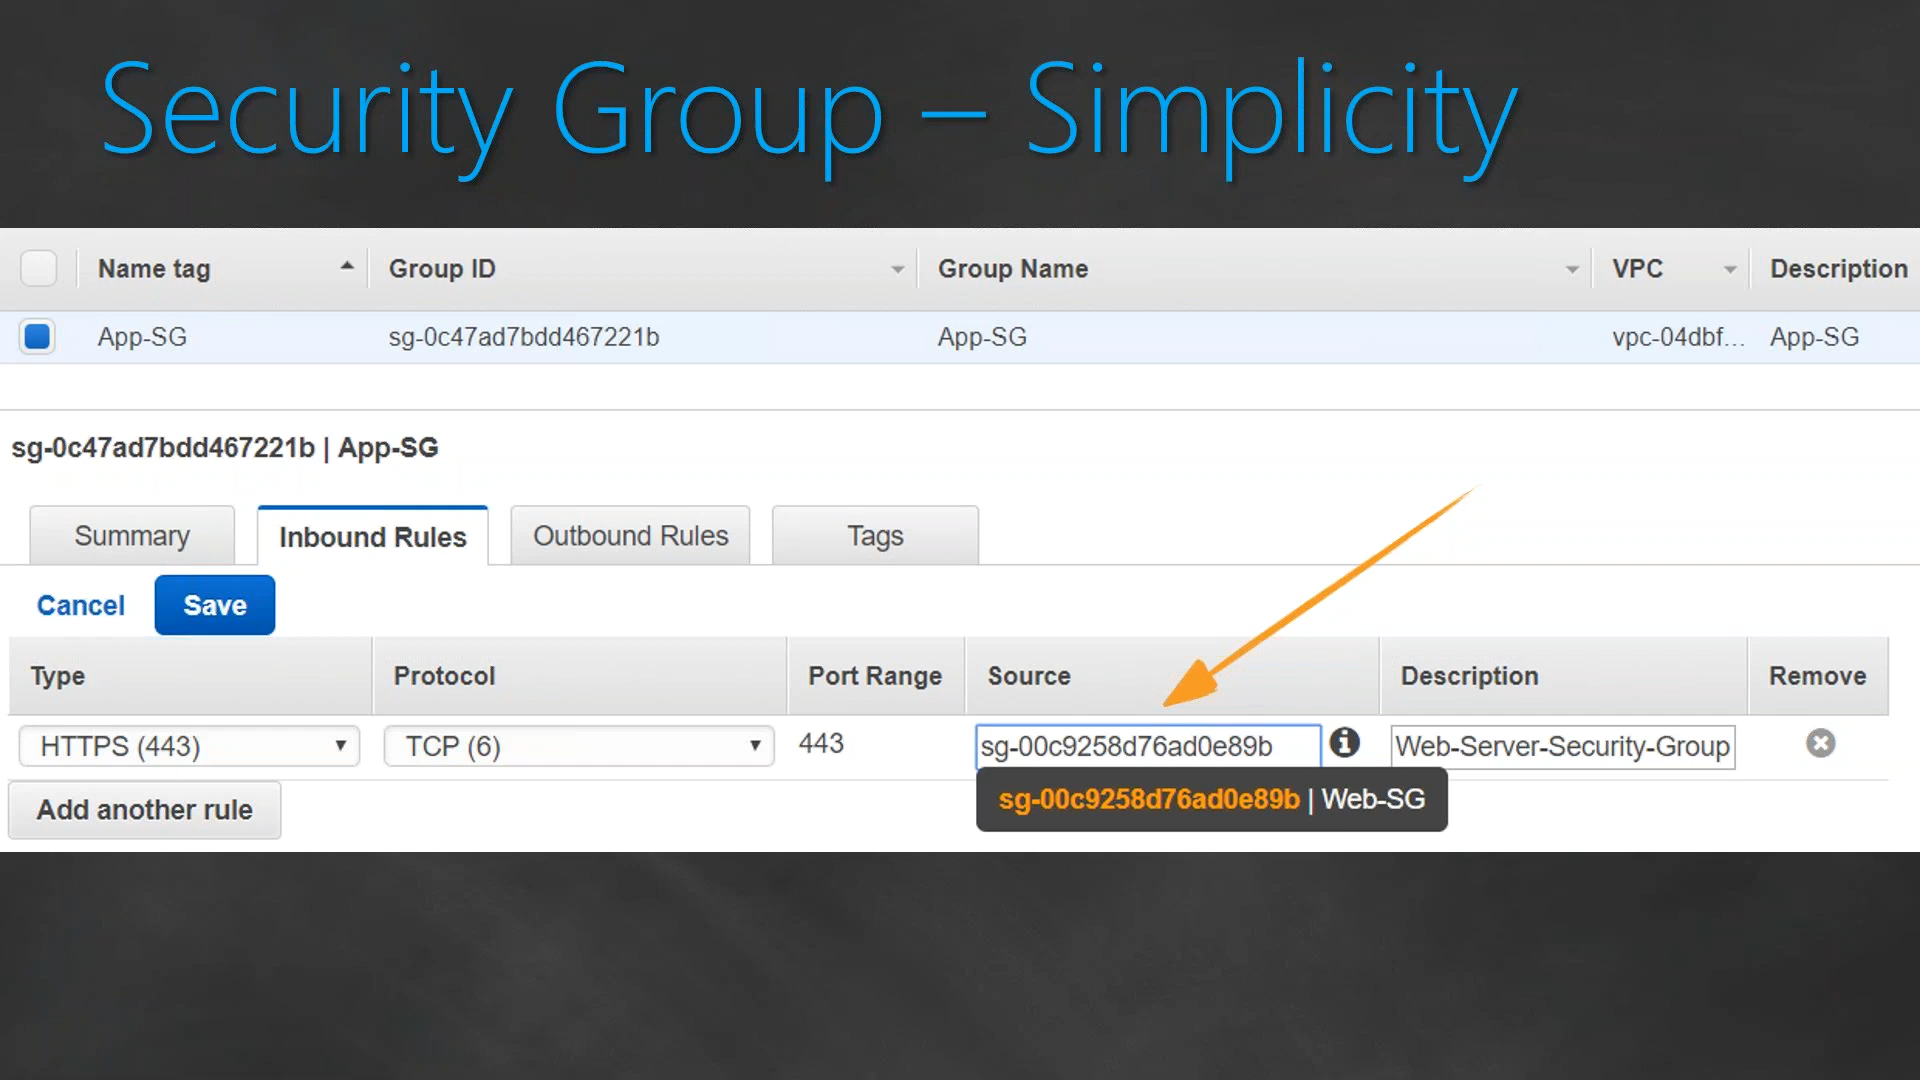 Security Group – Simplicity
Name tag Group ID Group Name VPC Description
App-SG sg-0c47ad7bdd467221b App-SG vpc-04dbf... App-SG
sg-0c47ad7bdd467221b | App-SG
Summary Inbound Rules Outbound Rules Tags
Cancel Save
Type Protocol Port Range Source Description Remove
HTTPS (443) TCP (6) 443 sg-00c9258d76ad0e89b Web-Server-Security-Group
sg-00c9258d76ad0e89b | Web-SG
Add another rule